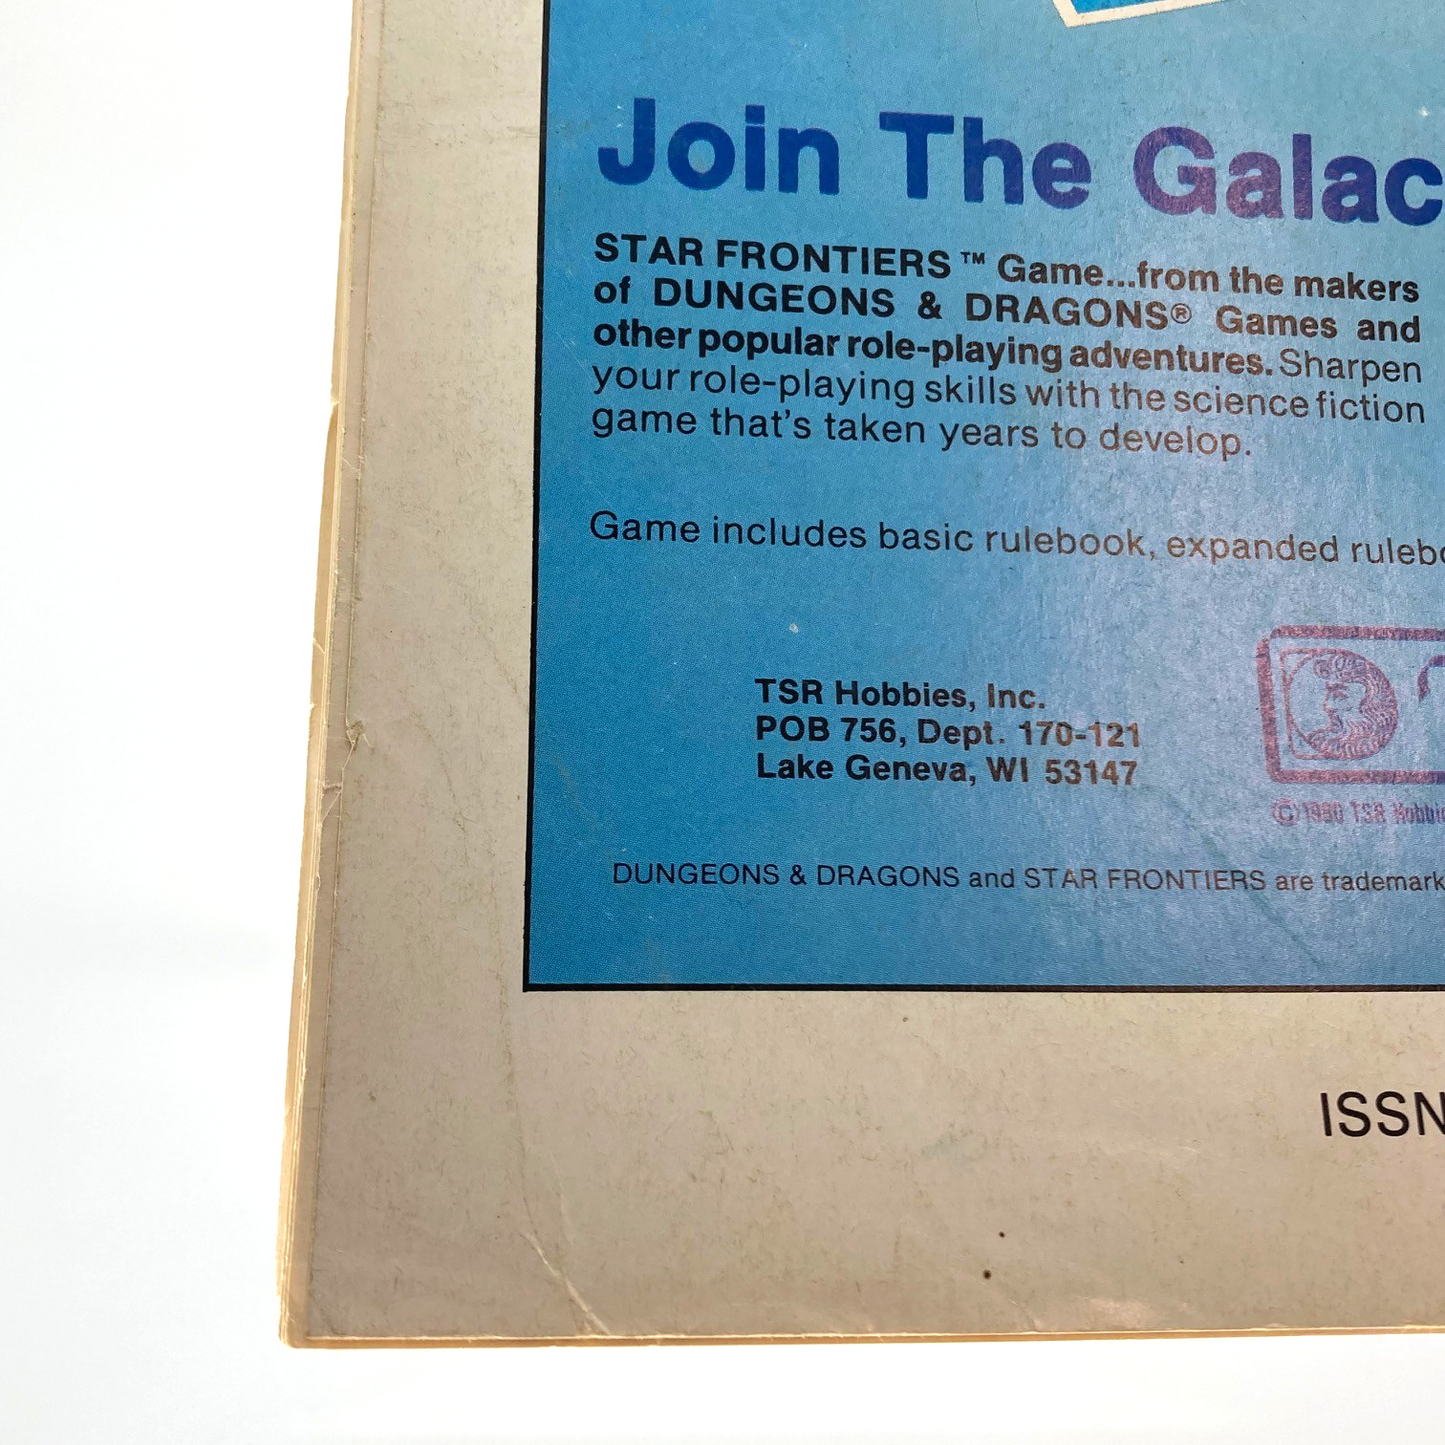 Join The Galac
STAR FRONTIERS™ Game...from the makers
of DUNGEONS & DRAGONS® Games and
other popular role-playing adventures. Sharpen
your role-playing skills with the science fiction
game that's taken years to develop.
Game includes basic rulebook, expanded rulebo
TSR Hobbies, Inc.
POB 756, Dept. 170-121
Lake Geneva, WI 53147
©1980 TSR Hobbie
DUNGEONS & DRAGONS and STAR FRONTIERS are trademark
ISSN